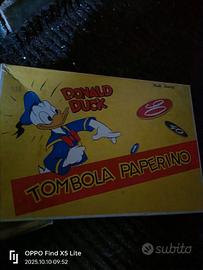 DONALD
DUCK
TOMBOLA PAPERINO
OPPO Find X5 Lite
2025.10.10 09:52
subito